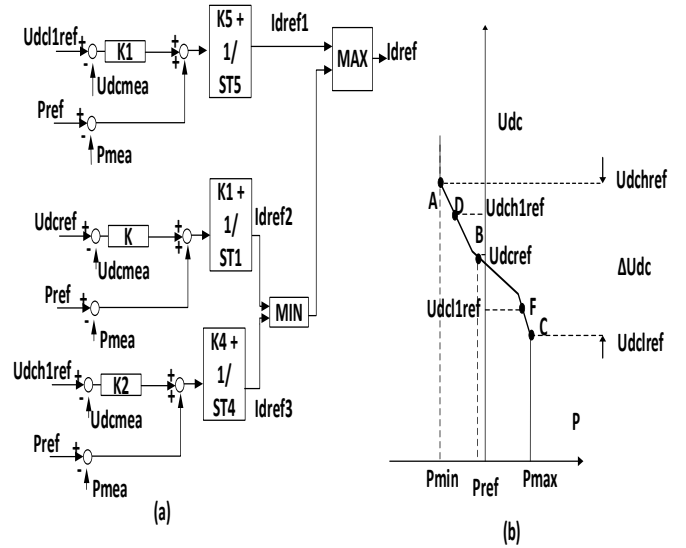 Udcl1ref
K1
K5 +
1/
ST5
Idref1
MAX
Idref
Udcmea
Pref
Pmea
Udcref
K
K1 +
1/
ST1
Idref2
Udcmea
Pref
Pmea
MIN
Udch1ref
K2
K4 +
1/
ST4
Idref3
Udcmea
Pref
Pmea
(a)
Udc
Udchref
A
D
Udch1ref
B
Udcref
ΔUdc
Udcl1ref
F
C
Udclref
P
Pmin
Pref
Pmax
(b)